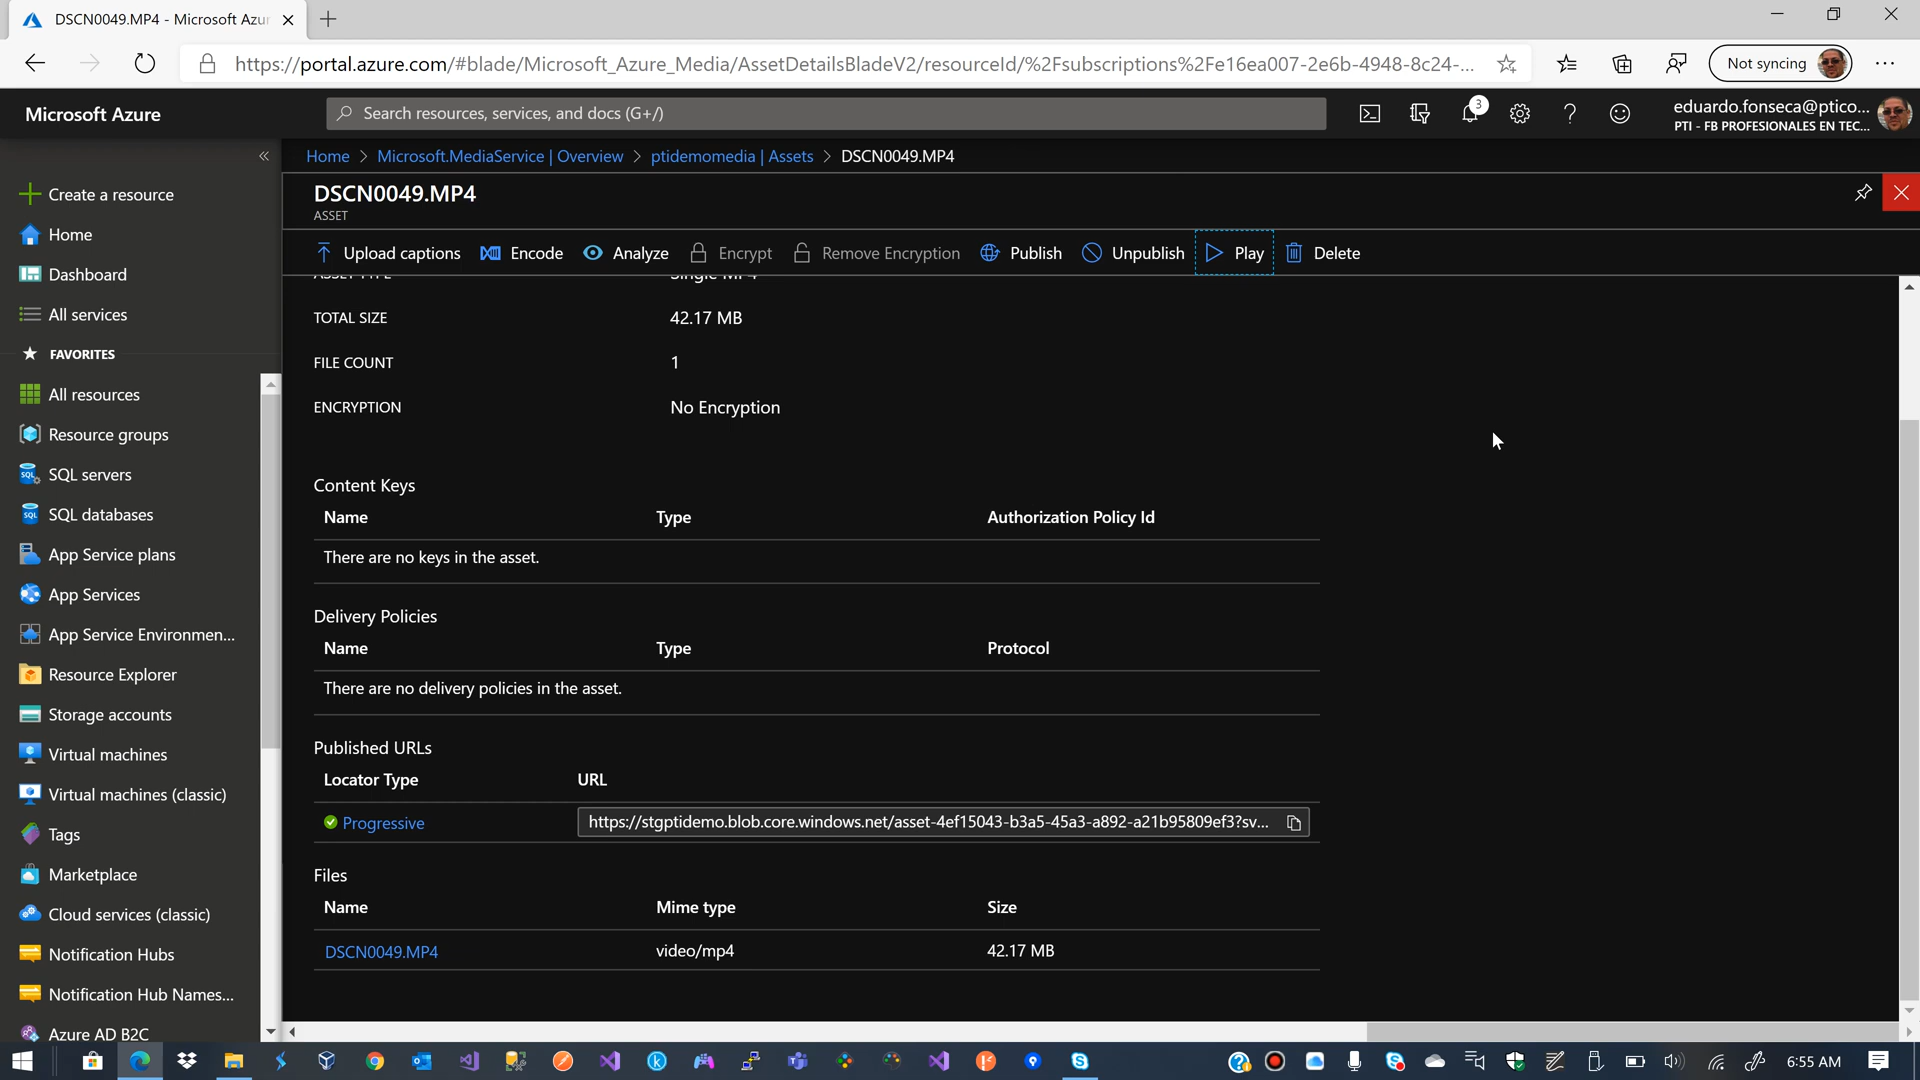 DSCN0049.MP4 - Microsoft Azur
https://portal.azure.com/#blade/Microsoft_Azure_Media/AssetDetailsBladeV2/resourceId/%2Fsubscriptions%2Fe16ea007-2e6b-4948-8c24-...
Not syncing
Microsoft Azure
Search resources, services, and docs (G+/)
3
eduardo.fonseca@ptico...
PTI - FB PROFESIONALES EN TEC...
Home > Microsoft.MediaService | Overview > ptidemomedia | Assets > DSCN0049.MP4
DSCN0049.MP4
ASSET
Upload captions Encode Analyze Encrypt Remove Encryption Publish Unpublish Play Delete
ASSET TYPE Single MP4
TOTAL SIZE 42.17 MB
FILE COUNT 1
ENCRYPTION No Encryption
Content Keys
Name Type Authorization Policy Id
There are no keys in the asset.
Delivery Policies
Name Type Protocol
There are no delivery policies in the asset.
Published URLs
Locator Type URL
Progressive https://stgptidemo.blob.core.windows.net/asset-4ef15043-b3a5-45a3-a892-a21b95809ef3?sv...
Files
Name Mime type Size
DSCN0049.MP4 video/mp4 42.17 MB
Create a resource
Home
Dashboard
All services
FAVORITES
All resources
Resource groups
SQL servers
SQL databases
App Service plans
App Services
App Service Environmen...
Resource Explorer
Storage accounts
Virtual machines
Virtual machines (classic)
Tags
Marketplace
Cloud services (classic)
Notification Hubs
Notification Hub Names...
Azure AD B2C
6:55 AM